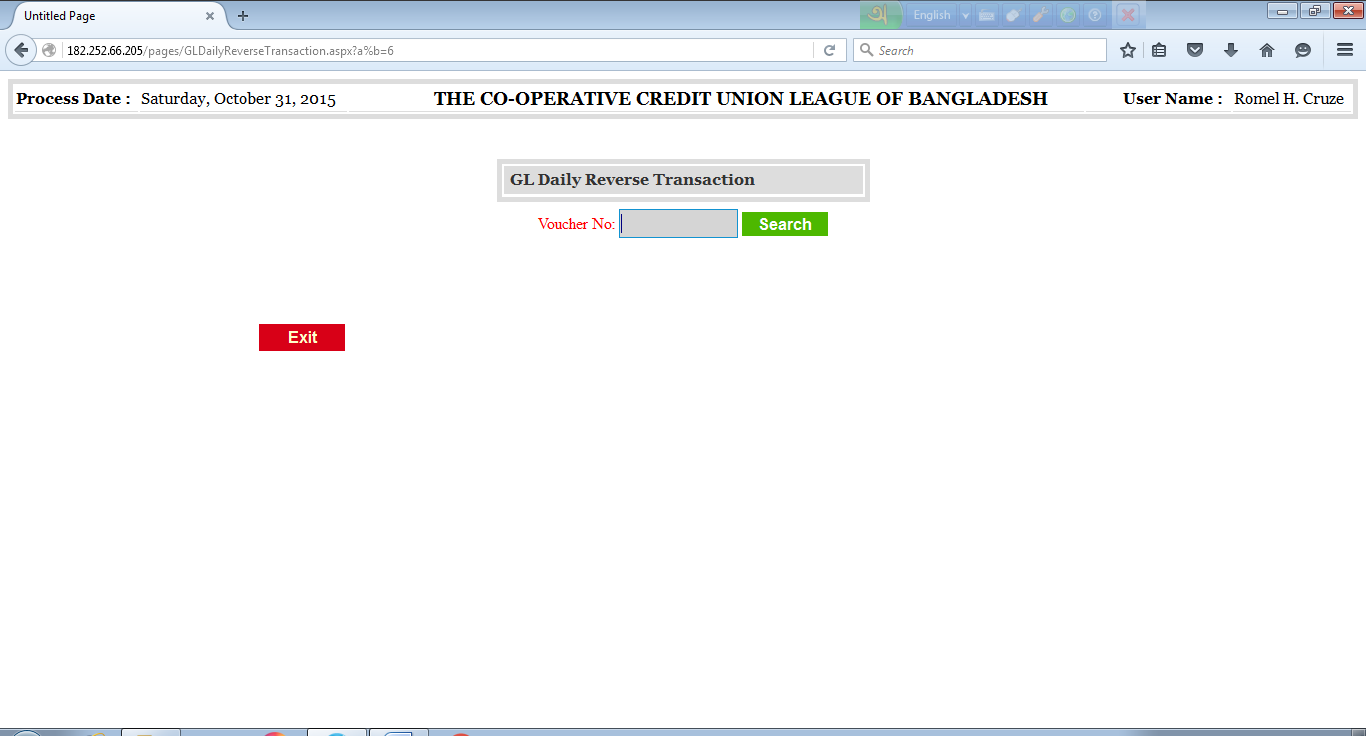 Untitled Page
অ English
182.252.66.205/pages/GLDailyReverseTransaction.aspx?a%b=6
Search
Process Date : Saturday, October 31, 2015 THE CO-OPERATIVE CREDIT UNION LEAGUE OF BANGLADESH User Name : Romel H. Cruze
GL Daily Reverse Transaction
Voucher No: Search
Exit